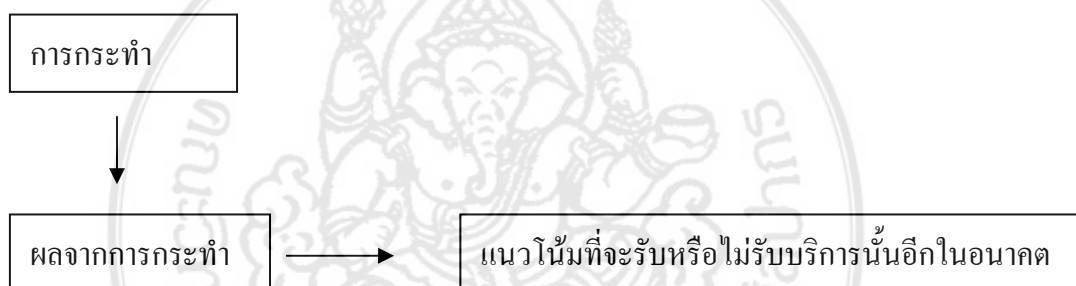 การกระทำ
ผลจากการกระทำ
แนวโน้มที่จะรับหรือไม่รับบริการนั้นอีกในอนาคต